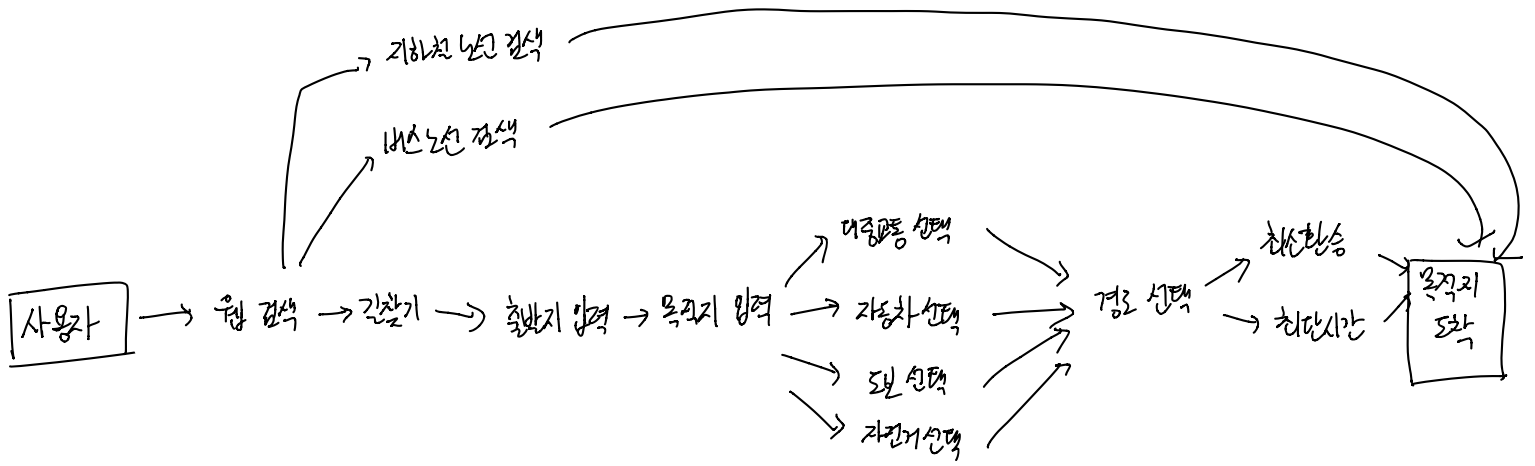 지하철 노선 검색
버스 노선 검색
사용자
웹 검색
길찾기
출발지 입력
목적지 입력
대중교통 선택
자동차 선택
도보 선택
자전거 선택
경로 선택
최소환승
최단시간
목적지
도착